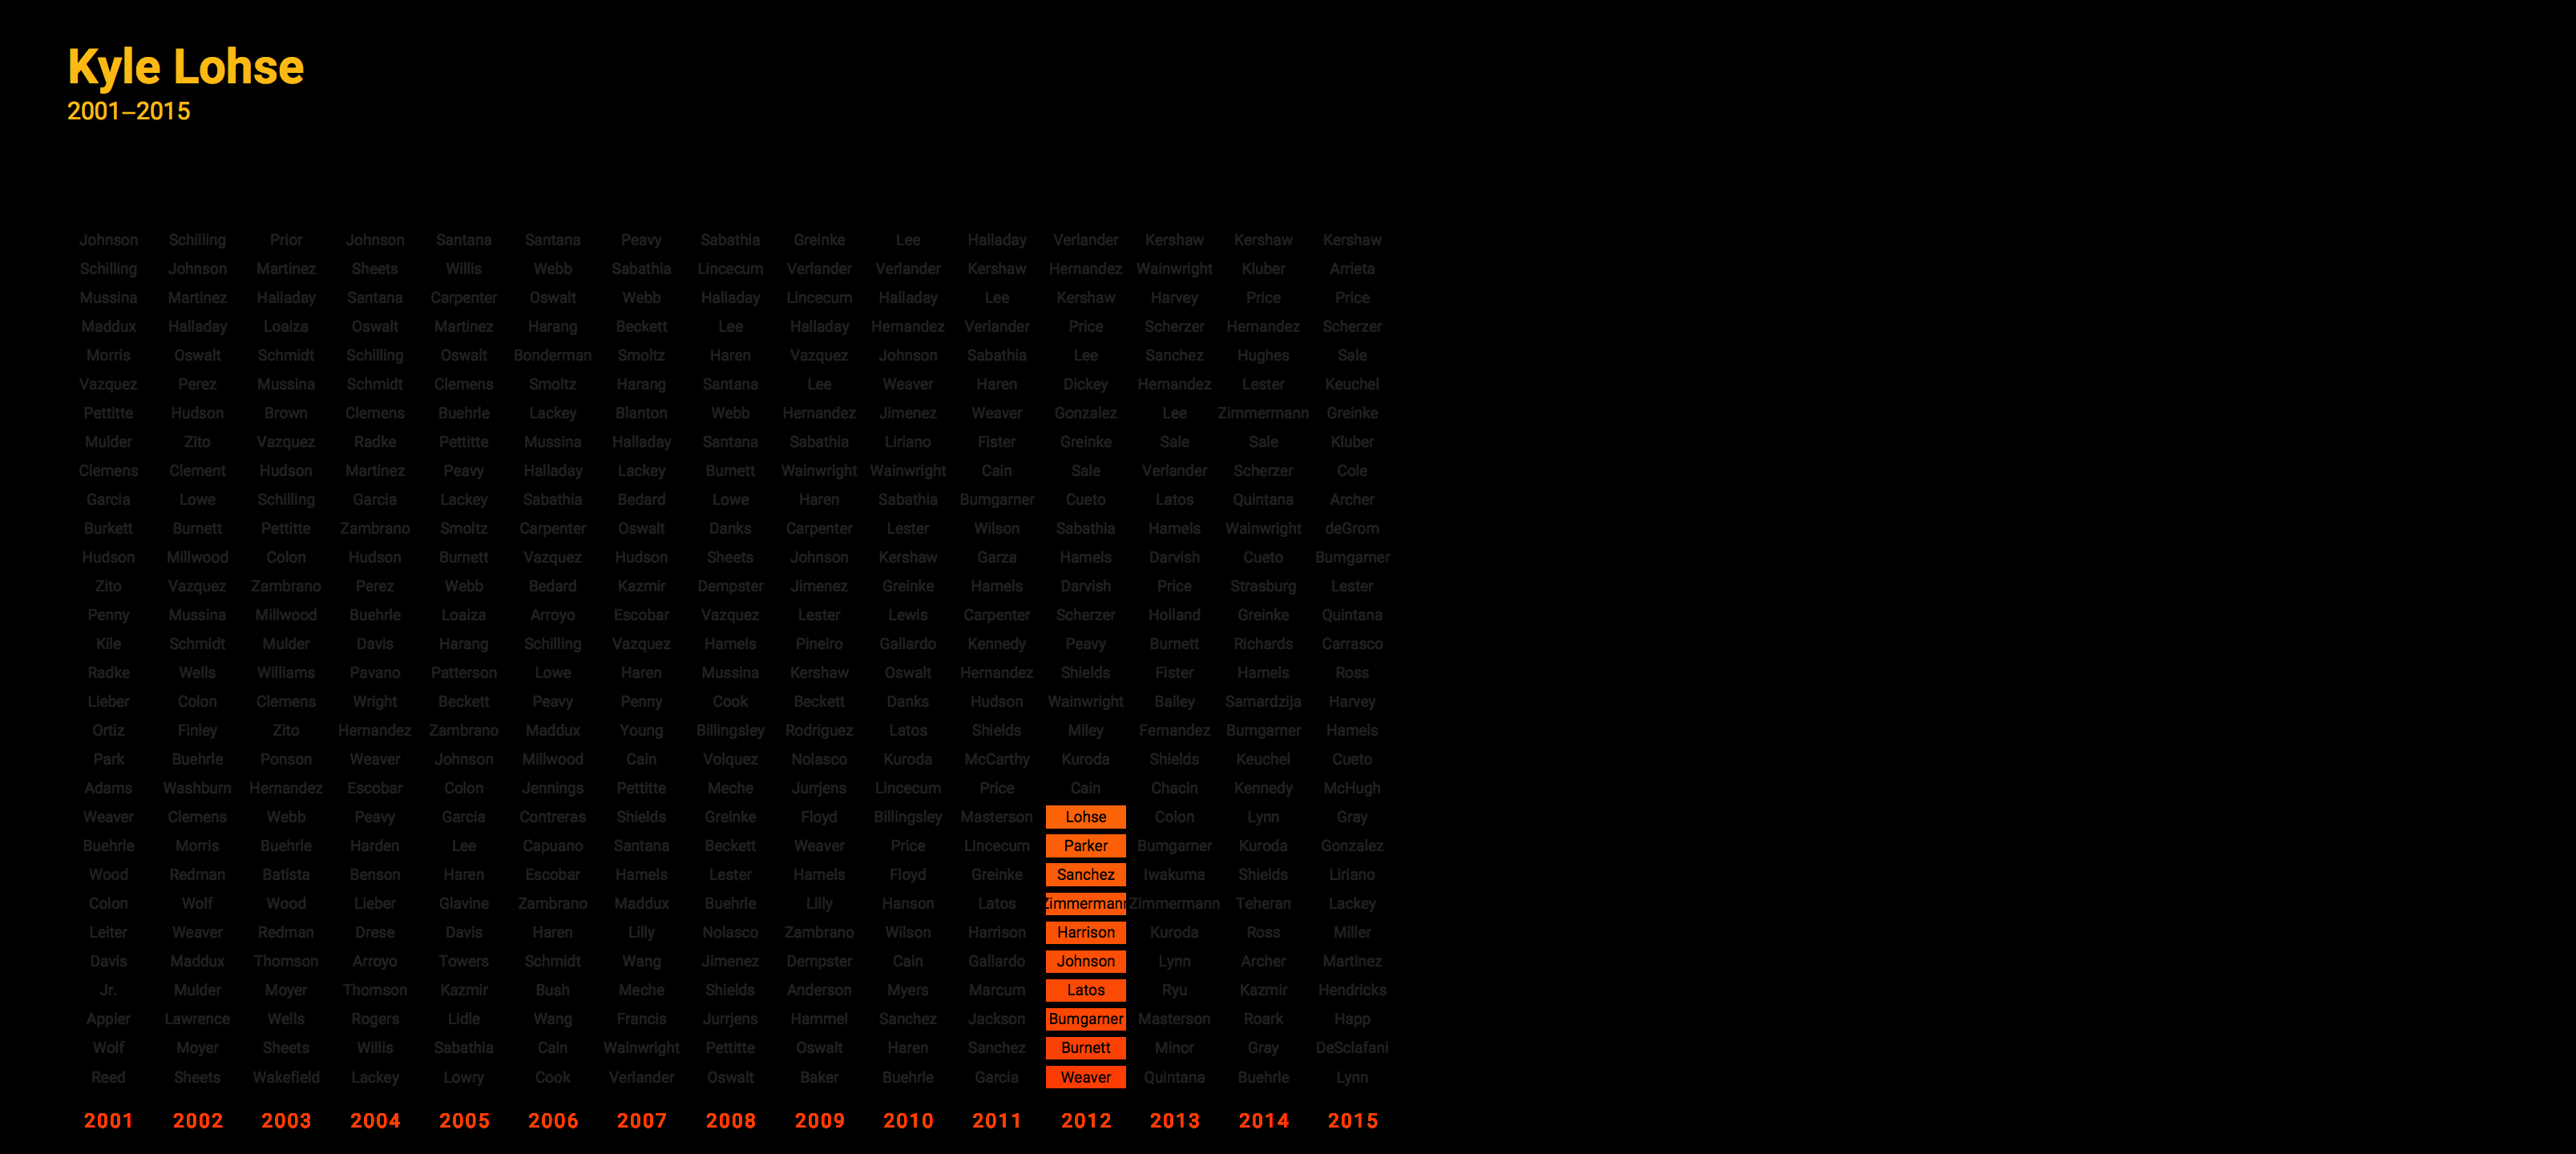 Kyle Lohse
2001–2015
Johnson Schilling Prior Johnson Santana Santana Peavy Sabathia Greinke Lee Halladay Verlander Kershaw Kershaw Kershaw
Schilling Johnson Martinez Sheets Willis Webb Sabathia Lincecum Verlander Verlander Kershaw Hernandez Wainwright Kluber Arrieta
Mussina Martinez Halladay Santana Carpenter Oswalt Webb Halladay Lincecum Halladay Lee Kershaw Harvey Price Price
Maddux Halladay Loaiza Oswalt Martinez Harang Beckett Lee Halladay Hernandez Verlander Price Scherzer Hernandez Scherzer
Morris Oswalt Schmidt Schilling Oswalt Bonderman Smoltz Haren Vazquez Johnson Sabathia Lee Sanchez Hughes Sale
Vazquez Perez Mussina Schmidt Clemens Smoltz Harang Santana Lee Weaver Haren Dickey Hernandez Lester Keuchel
Pettitte Hudson Brown Clemens Buehrle Lackey Blanton Webb Hernandez Jimenez Weaver Gonzalez Lee Zimmermann Greinke
Mulder Zito Vazquez Radke Pettitte Mussina Halladay Santana Sabathia Liriano Fister Greinke Sale Sale Kluber
Clemens Clement Hudson Martinez Peavy Halladay Lackey Burnett Wainwright Wainwright Cain Sale Verlander Scherzer Cole
Garcia Lowe Schilling Garcia Lackey Sabathia Bedard Lowe Haren Sabathia Bumgarner Cueto Latos Quintana Archer
Burkett Burnett Pettitte Zambrano Smoltz Carpenter Oswalt Danks Carpenter Lester Wilson Sabathia Hamels Wainwright deGrom
Hudson Millwood Colon Hudson Burnett Vazquez Hudson Sheets Johnson Kershaw Garza Hamels Darvish Cueto Bumgarner
Zito Vazquez Zambrano Perez Webb Bedard Kazmir Dempster Jimenez Greinke Hamels Darvish Price Strasburg Lester
Penny Mussina Millwood Buehrle Loaiza Arroyo Escobar Vazquez Lester Lewis Carpenter Scherzer Holland Greinke Quintana
Kile Schmidt Mulder Davis Harang Schilling Vazquez Hamels Pineiro Gallardo Kennedy Peavy Burnett Richards Carrasco
Radke Wells Williams Pavano Patterson Lowe Haren Mussina Kershaw Oswalt Hernandez Shields Fister Hamels Ross
Lieber Colon Clemens Wright Beckett Peavy Penny Cook Beckett Danks Hudson Wainwright Bailey Samardzija Harvey
Ortiz Finley Zito Hernandez Zambrano Maddux Young Billingsley Rodriguez Latos Shields Miley Fernandez Bumgarner Hamels
Park Buehrle Ponson Weaver Johnson Millwood Cain Volquez Nolasco Kuroda McCarthy Kuroda Shields Keuchel Cueto
Adams Washburn Hernandez Escobar Colon Jennings Pettitte Meche Jurrjens Lincecum Price Cain Chacin Kennedy McHugh
Weaver Clemens Webb Peavy Garcia Contreras Shields Greinke Floyd Billingsley Masterson Lohse Colon Lynn Gray
Buehrle Morris Buehrle Harden Lee Capuano Santana Beckett Weaver Price Lincecum Parker Bumgarner Kuroda Gonzalez
Wood Redman Batista Benson Haren Escobar Hamels Lester Hamels Floyd Greinke Sanchez Iwakuma Shields Liriano
Colon Wolf Wood Lieber Glavine Zambrano Maddux Buehrle Lilly Hanson Latos Zimmermann Zimmermann Teheran Lackey
Leiter Weaver Redman Drese Davis Haren Lilly Nolasco Zambrano Wilson Harrison Harrison Kuroda Ross Miller
Davis Maddux Thomson Arroyo Towers Schmidt Wang Jimenez Dempster Cain Gallardo Johnson Lynn Archer Martinez
Jr. Mulder Moyer Thomson Kazmir Bush Meche Shields Anderson Myers Marcum Latos Ryu Kazmir Hendricks
Appier Lawrence Wells Rogers Lidle Wang Francis Jurrjens Hammel Sanchez Jackson Bumgarner Masterson Roark Happ
Wolf Moyer Sheets Willis Sabathia Cain Wainwright Pettitte Oswalt Haren Sanchez Burnett Minor Gray DeSclafani
Reed Sheets Wakefield Lackey Lowry Cook Verlander Oswalt Baker Buehrle Garcia Weaver Quintana Buehrle Lynn
2001 2002 2003 2004 2005 2006 2007 2008 2009 2010 2011 2012 2013 2014 2015